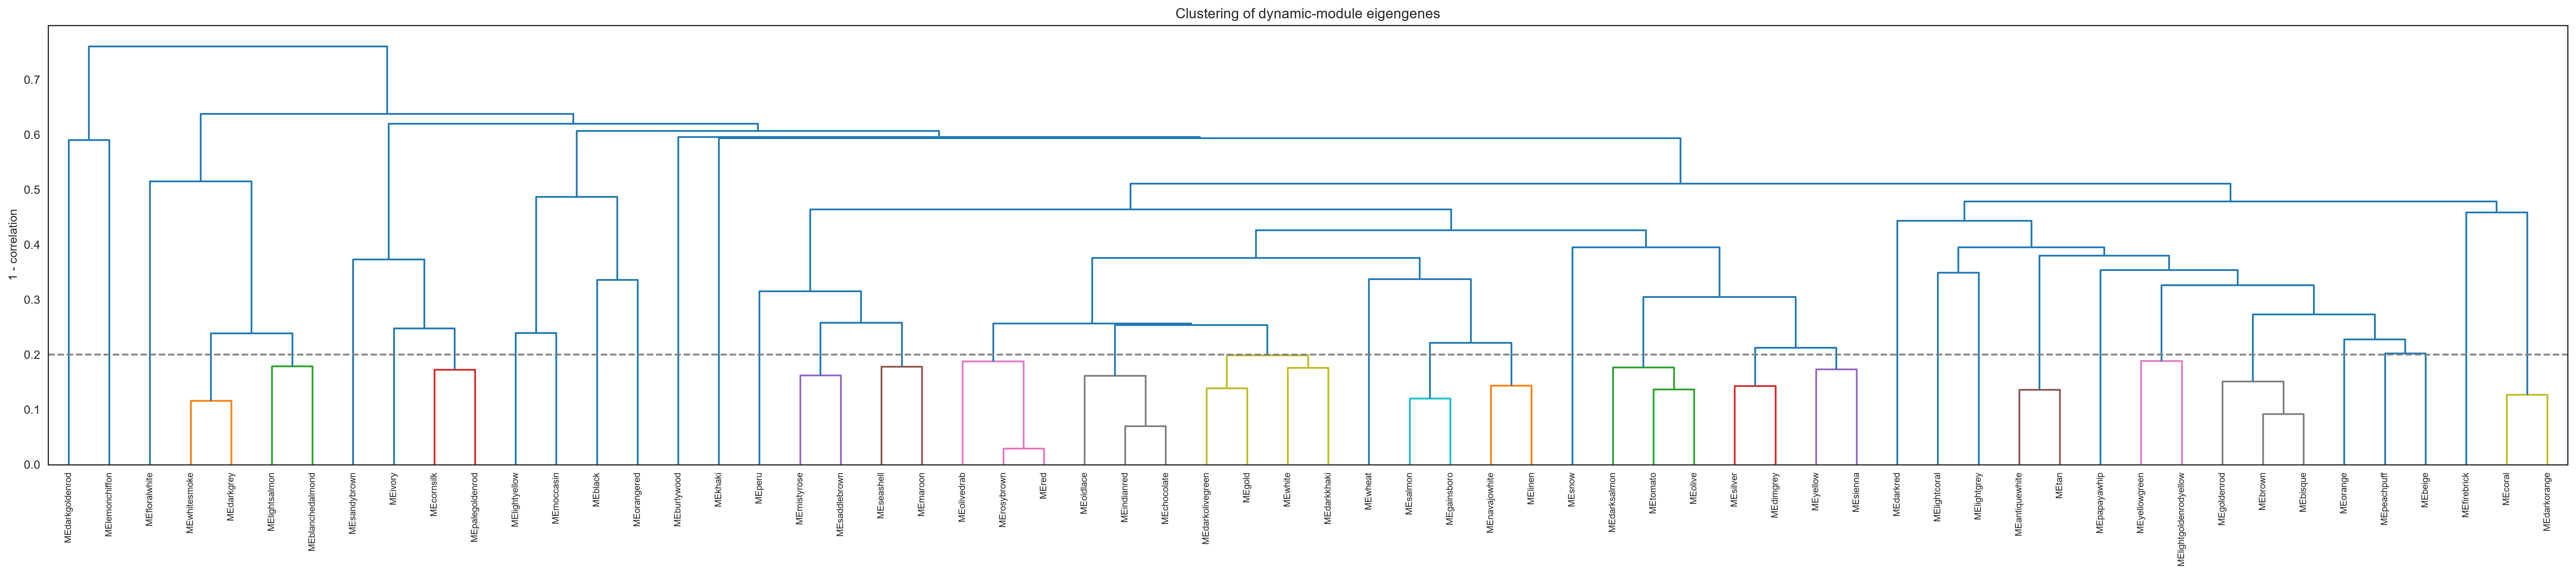 Clustering of dynamic-module eigengenes
1 - correlation
0.7
0.6
0.5
0.4
0.3
0.2
0.1
0.0
MEdarkgoldenrod
MElemonchiffon
MEfloralwhite
MEwhitesmoke
MEdarkgrey
MElightsalmon
MEblanchedalmond
MEsandybrown
MEivory
MEcornsilk
MEpalegoldenrod
MElightyellow
MEmoccasin
MEblack
MEorangered
MEburlywood
MEkhaki
MEperu
MEmistyrose
MEsaddlebrown
MEseashell
MEmaroon
MEolivedrab
MErosybrown
MEred
MEoldlace
MEindianred
MEchocolate
MEdarkolivegreen
MEgold
MEwhite
MEdarkkhaki
MEwheat
MEsalmon
MEgainsboro
MEnavajowhite
MElinen
MEsnow
MEdarksalmon
MEtomato
MEolive
MEsilver
MEdimgrey
MEyellow
MEsienna
MEdarkred
MElightcoral
MElightgrey
MEantiquewhite
MEtan
MEpapayawhip
MEyellowgreen
MElightgoldenrodyellow
MEgoldenrod
MEbrown
MEbisque
MEorange
MEpeachpuff
MEbeige
MEfirebrick
MEcoral
MEdarkorange